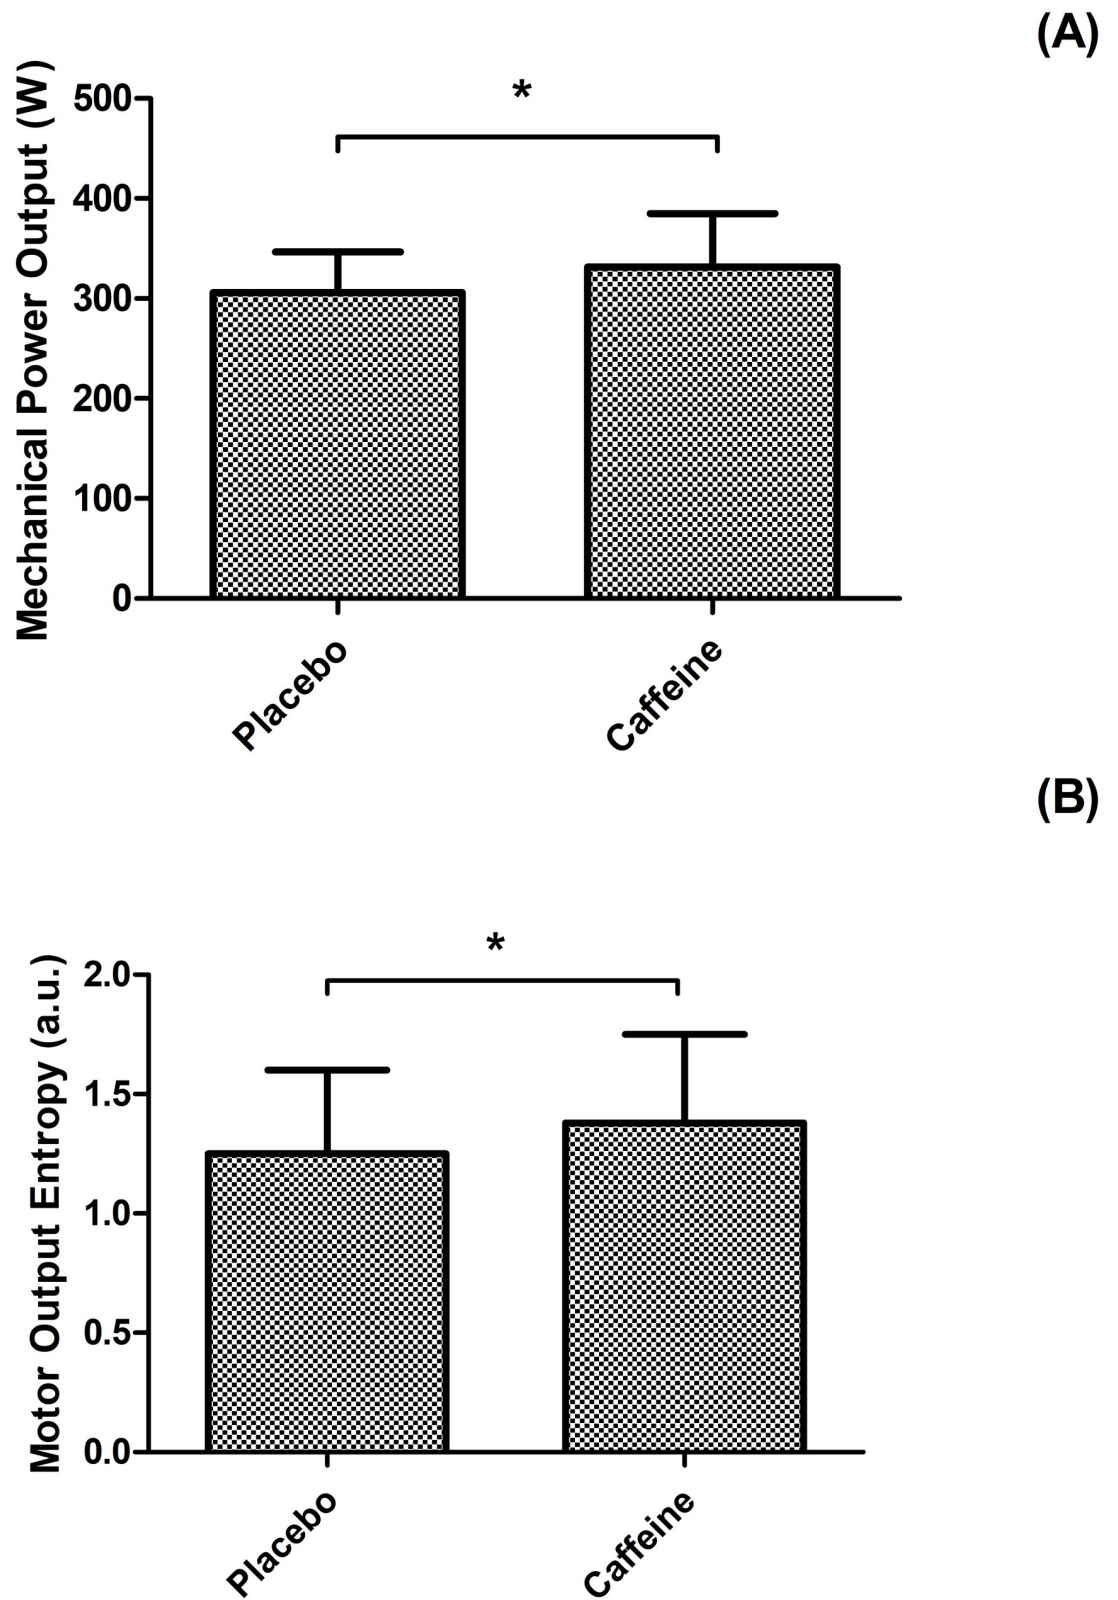 (A)
Mechanical Power Output (W)
*
500
400
300
200
100
0
Placebo
Caffeine
(B)
Motor Output Entropy (a.u.)
*
2.0
1.5
1.0
0.5
0.0
Placebo
Caffeine